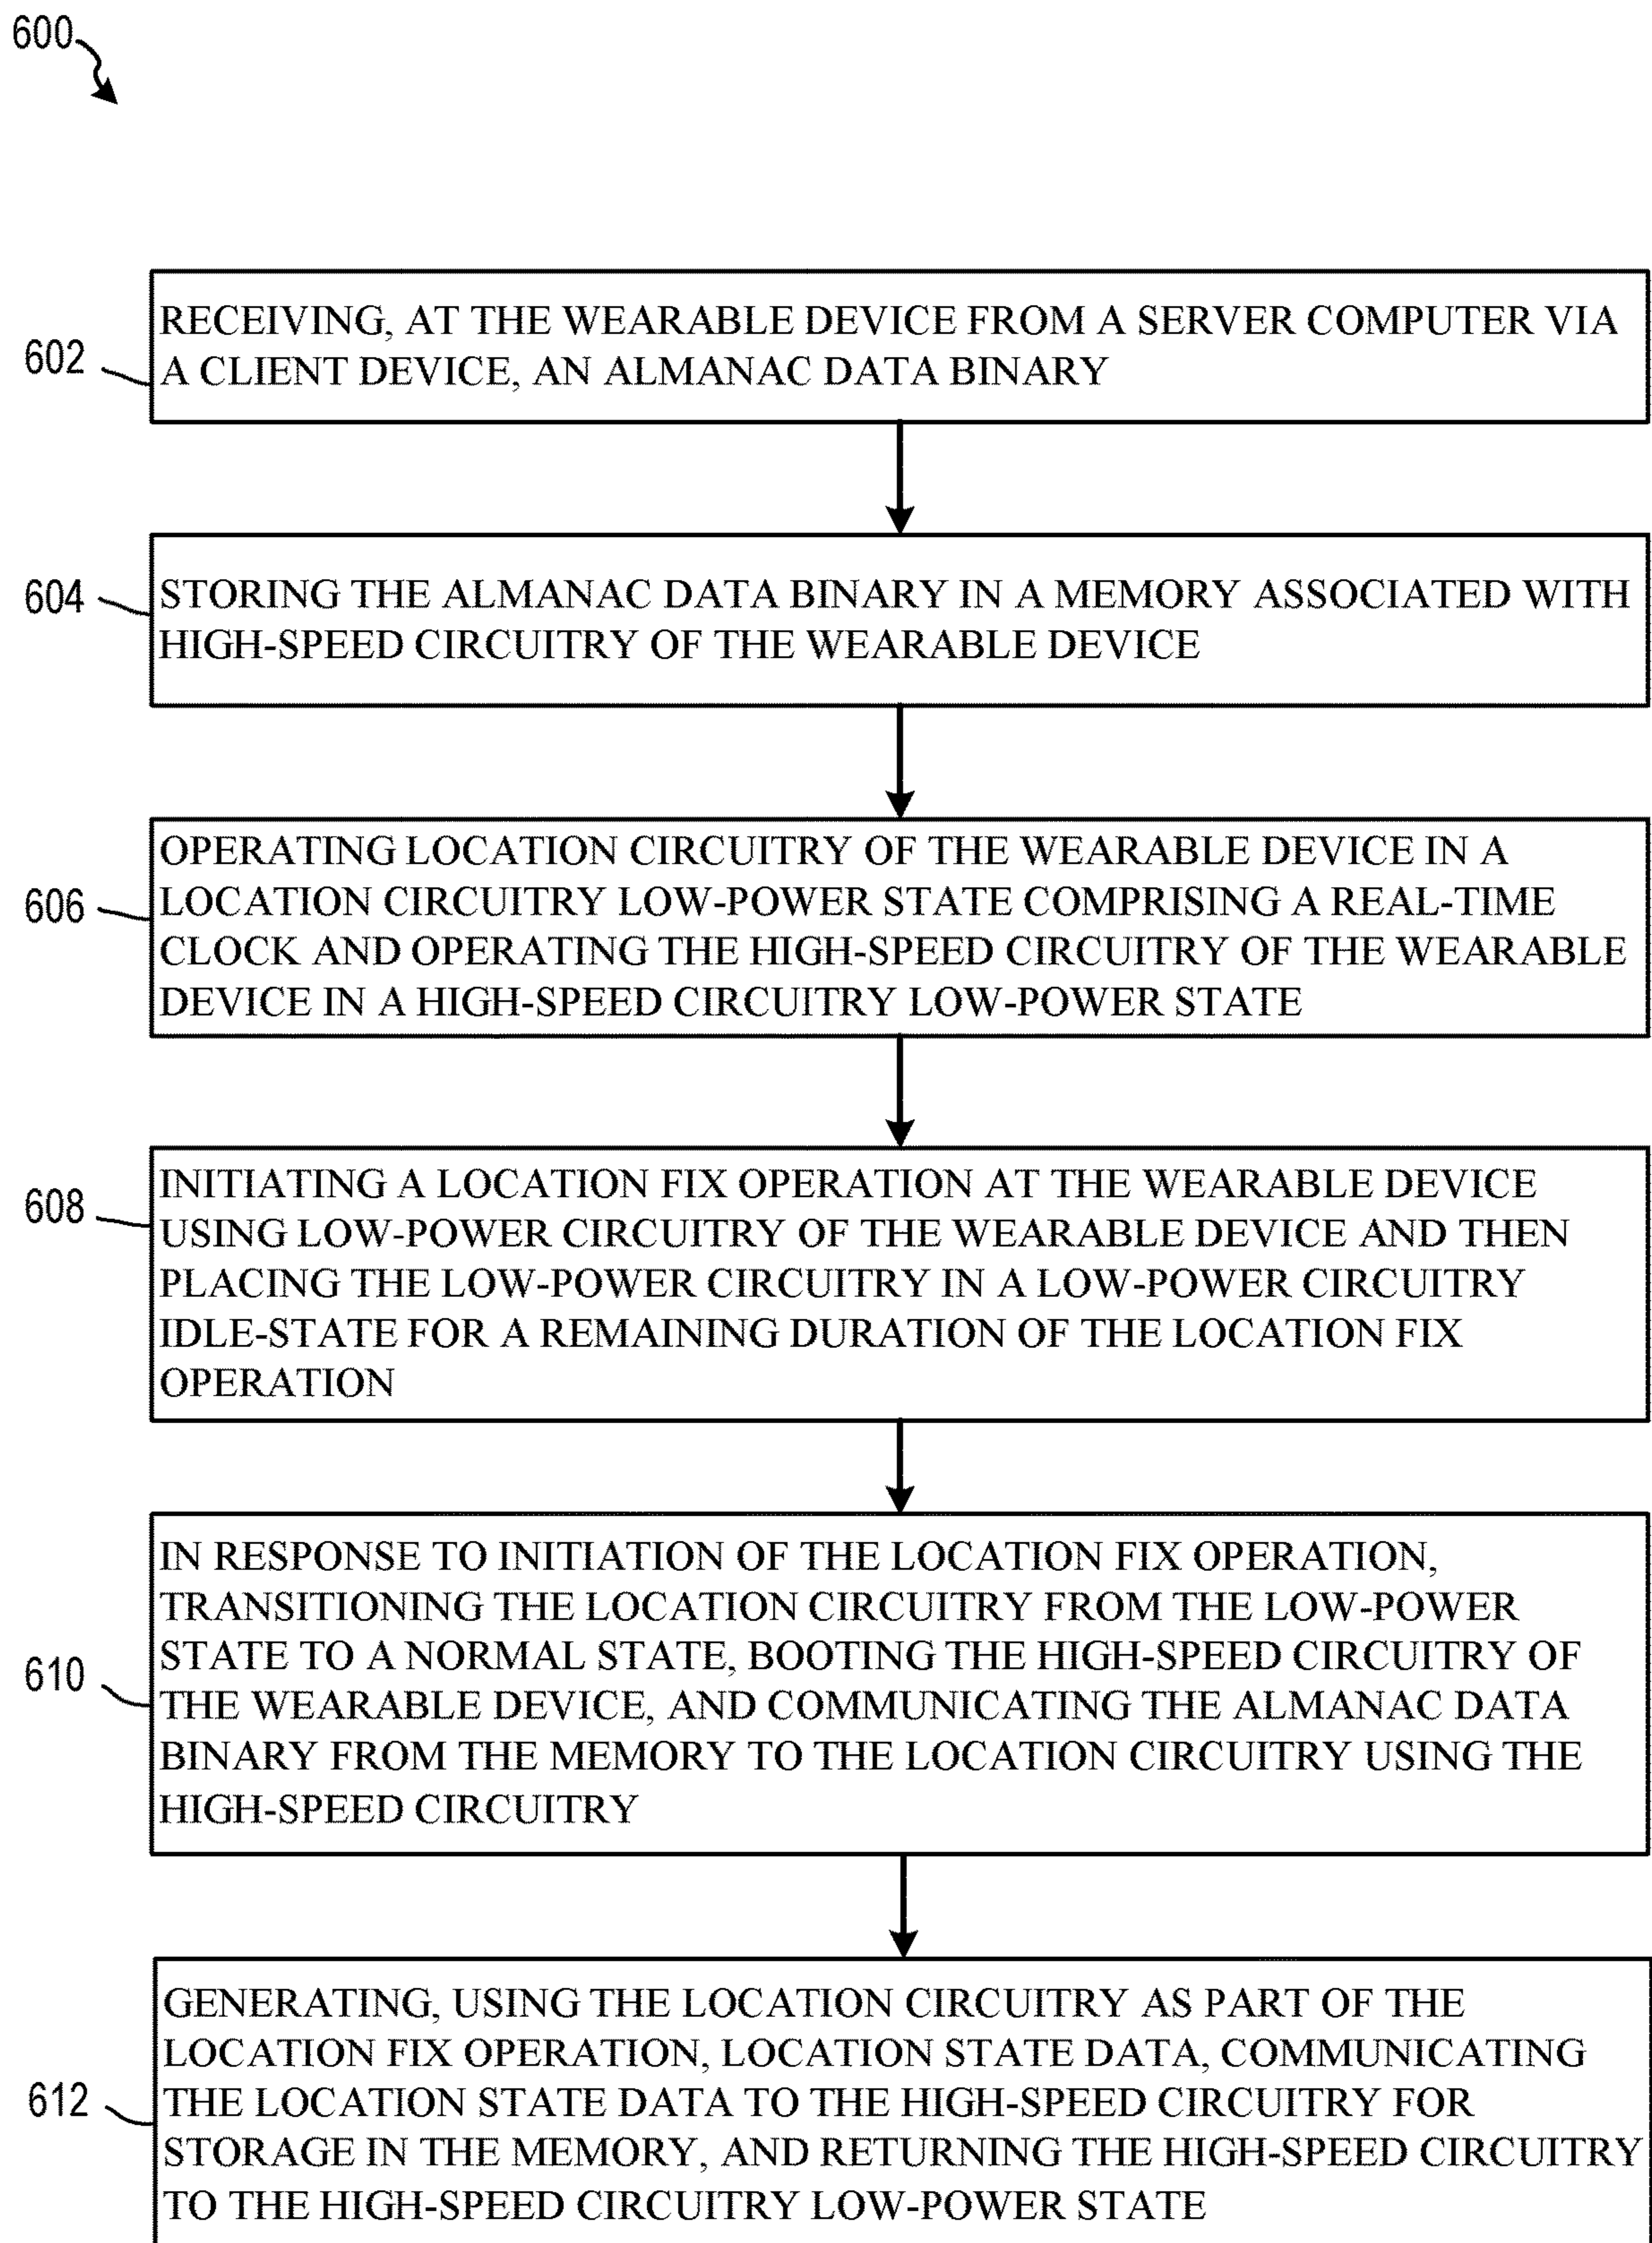 600
602
RECEIVING, AT THE WEARABLE DEVICE FROM A SERVER COMPUTER VIA
A CLIENT DEVICE, AN ALMANAC DATA BINARY
604
STORING THE ALMANAC DATA BINARY IN A MEMORY ASSOCIATED WITH
HIGH-SPEED CIRCUITRY OF THE WEARABLE DEVICE
606
OPERATING LOCATION CIRCUITRY OF THE WEARABLE DEVICE IN A
LOCATION CIRCUITRY LOW-POWER STATE COMPRISING A REAL-TIME
CLOCK AND OPERATING THE HIGH-SPEED CIRCUITRY OF THE WEARABLE
DEVICE IN A HIGH-SPEED CIRCUITRY LOW-POWER STATE
608
INITIATING A LOCATION FIX OPERATION AT THE WEARABLE DEVICE
USING LOW-POWER CIRCUITRY OF THE WEARABLE DEVICE AND THEN
PLACING THE LOW-POWER CIRCUITRY IN A LOW-POWER CIRCUITRY
IDLE-STATE FOR A REMAINING DURATION OF THE LOCATION FIX
OPERATION
610
IN RESPONSE TO INITIATION OF THE LOCATION FIX OPERATION,
TRANSITIONING THE LOCATION CIRCUITRY FROM THE LOW-POWER
STATE TO A NORMAL STATE, BOOTING THE HIGH-SPEED CIRCUITRY OF
THE WEARABLE DEVICE, AND COMMUNICATING THE ALMANAC DATA
BINARY FROM THE MEMORY TO THE LOCATION CIRCUITRY USING THE
HIGH-SPEED CIRCUITRY
612
GENERATING, USING THE LOCATION CIRCUITRY AS PART OF THE
LOCATION FIX OPERATION, LOCATION STATE DATA, COMMUNICATING
THE LOCATION STATE DATA TO THE HIGH-SPEED CIRCUITRY FOR
STORAGE IN THE MEMORY, AND RETURNING THE HIGH-SPEED CIRCUITRY
TO THE HIGH-SPEED CIRCUITRY LOW-POWER STATE